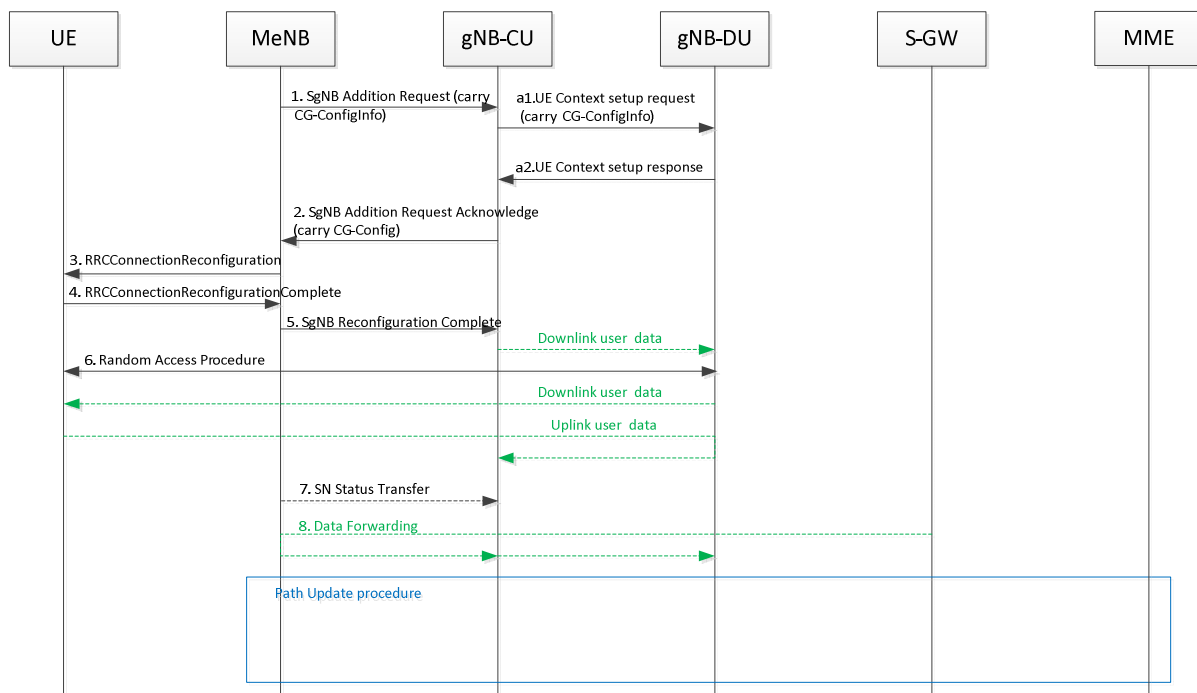 UE
MeNB
gNB-CU
gNB-DU
S-GW
MME
1. SgNB Addition Request (carry
CG-ConfigInfo)
a1.UE Context setup request
(carry CG-ConfigInfo)
a2.UE Context setup response
2. SgNB Addition Request Acknowledge
(carry CG-Config)
3. RRCConnectionReconfiguration
4. RRCConnectionReconfigurationComplete
5. SgNB Reconfiguration Complete
Downlink user data
6. Random Access Procedure
Downlink user data
Uplink user data
7. SN Status Transfer
8. Data Forwarding
Path Update procedure